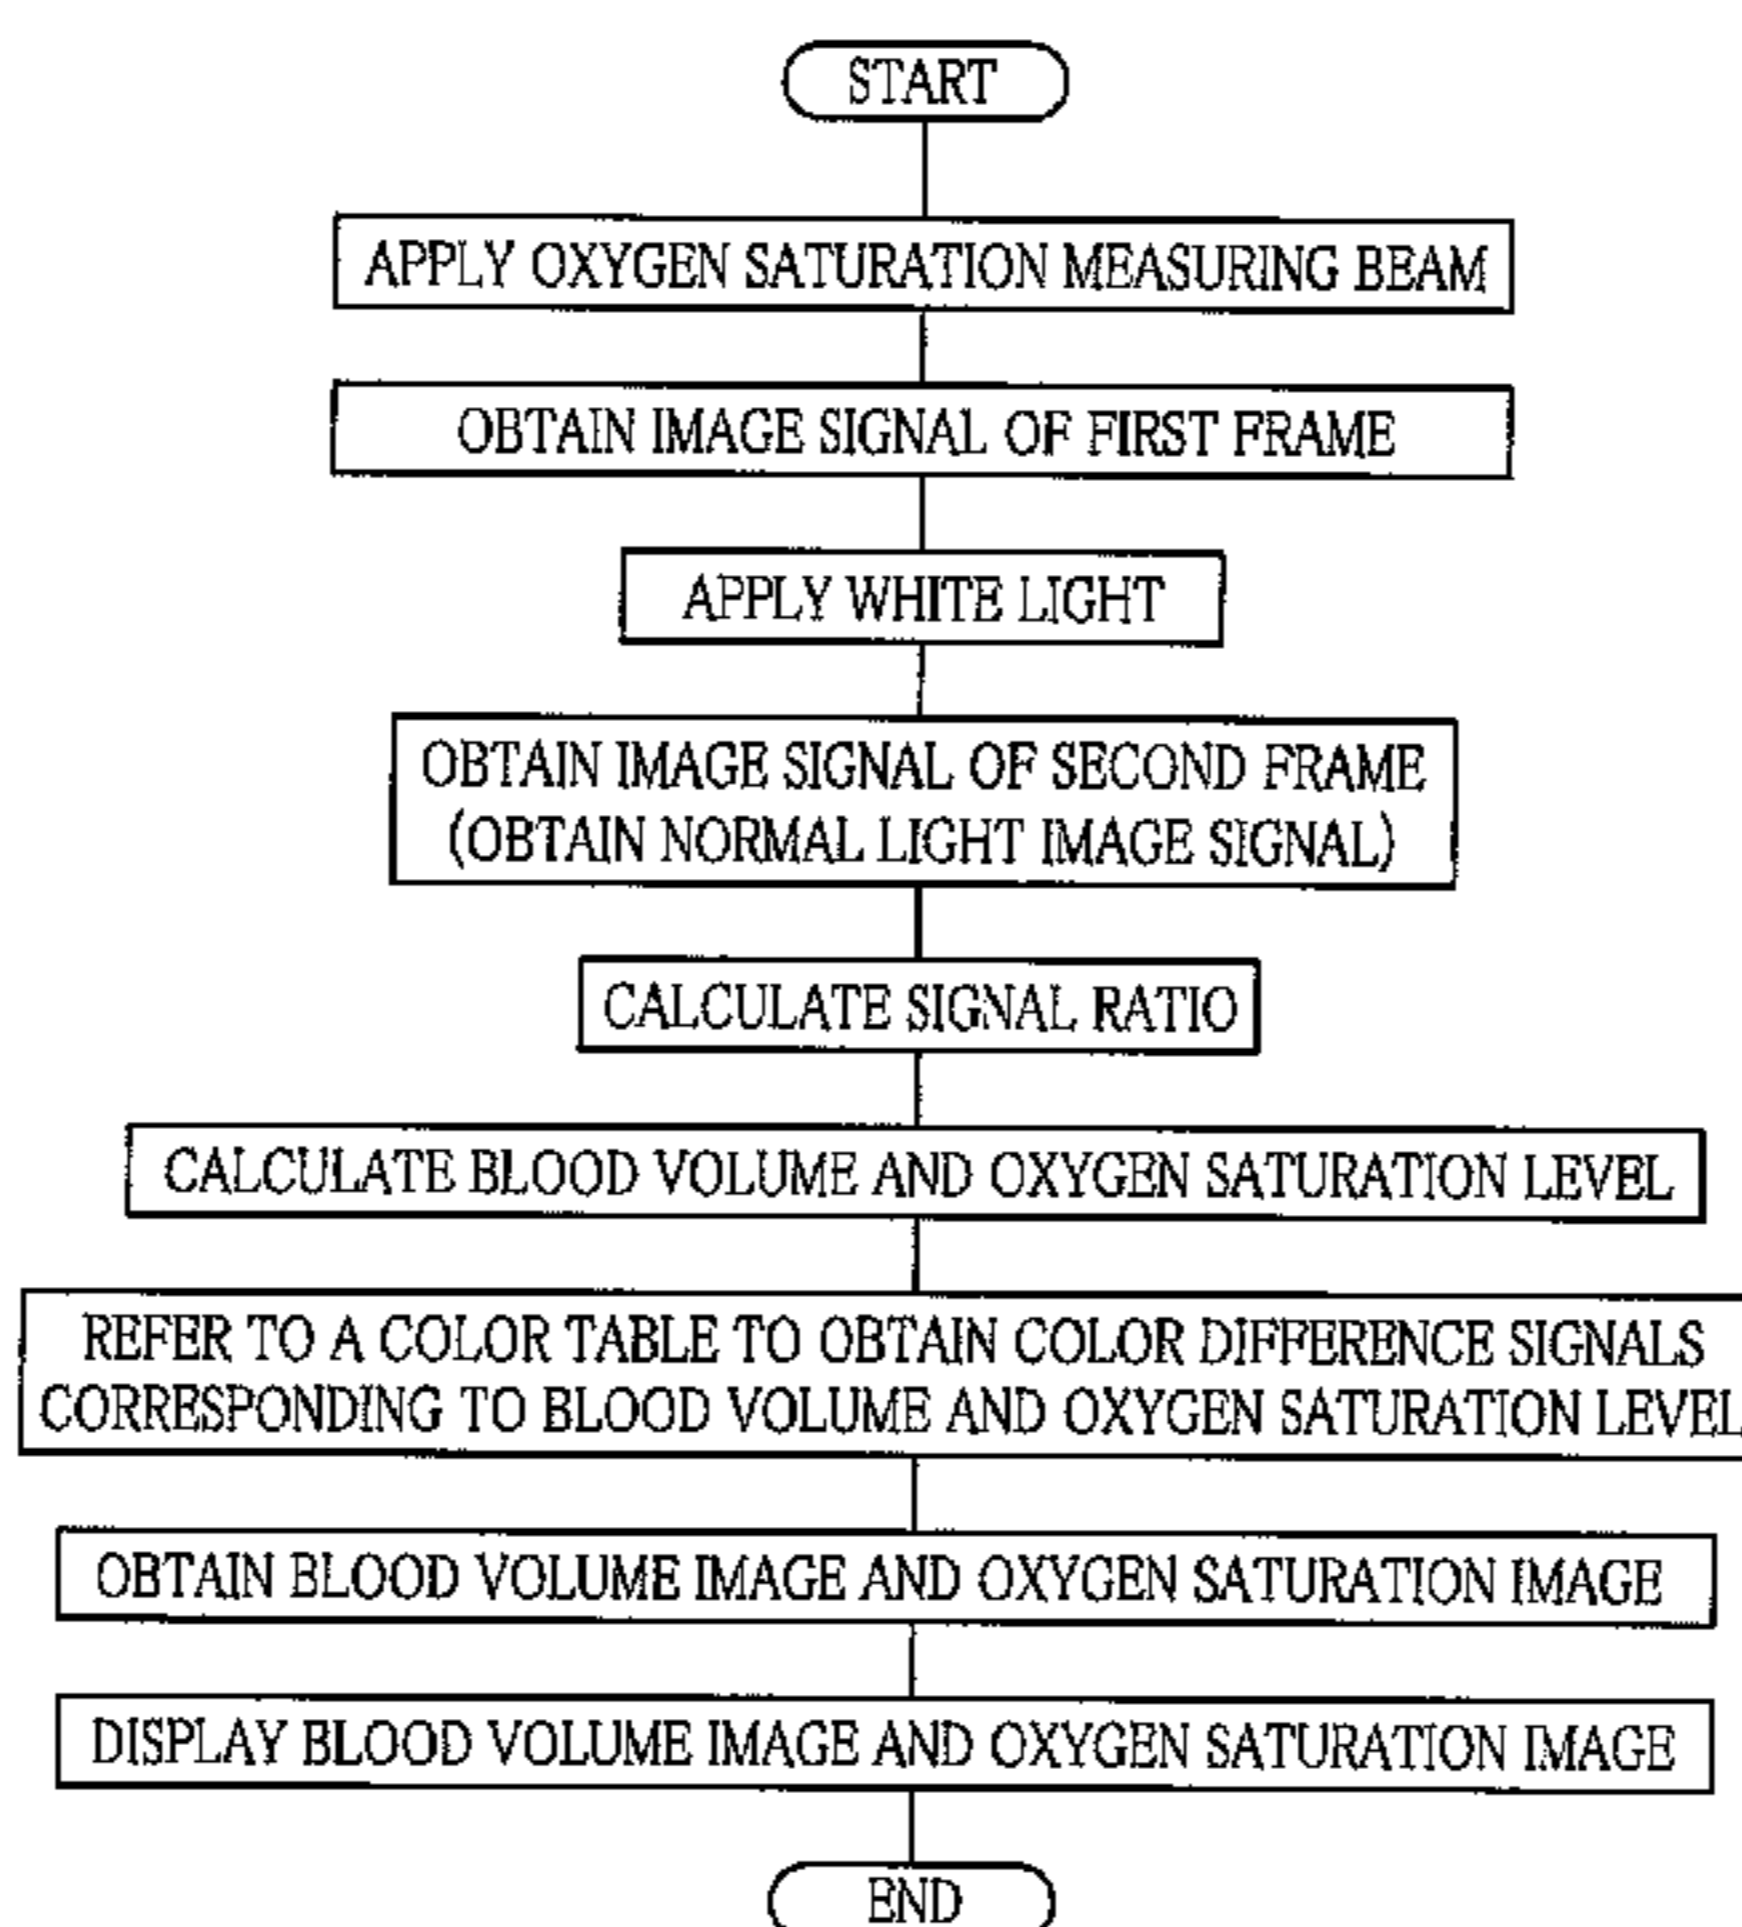 START
APPLY OXYGEN SATURATION MEASURING BEAM
OBTAIN IMAGE SIGNAL OF FIRST FRAME
APPLY WHITE LIGHT
OBTAIN IMAGE SIGNAL OF SECOND FRAME
(OBTAIN NORMAL LIGHT IMAGE SIGNAL)
CALCULATE SIGNAL RATIO
CALCULATE BLOOD VOLUME AND OXYGEN SATURATION LEVEL
REFER TO A COLOR TABLE TO OBTAIN COLOR DIFFERENCE SIGNALS
CORRESPONDING TO BLOOD VOLUME AND OXYGEN SATURATION LEVEL
OBTAIN BLOOD VOLUME IMAGE AND OXYGEN SATURATION IMAGE
DISPLAY BLOOD VOLUME IMAGE AND OXYGEN SATURATION IMAGE
END